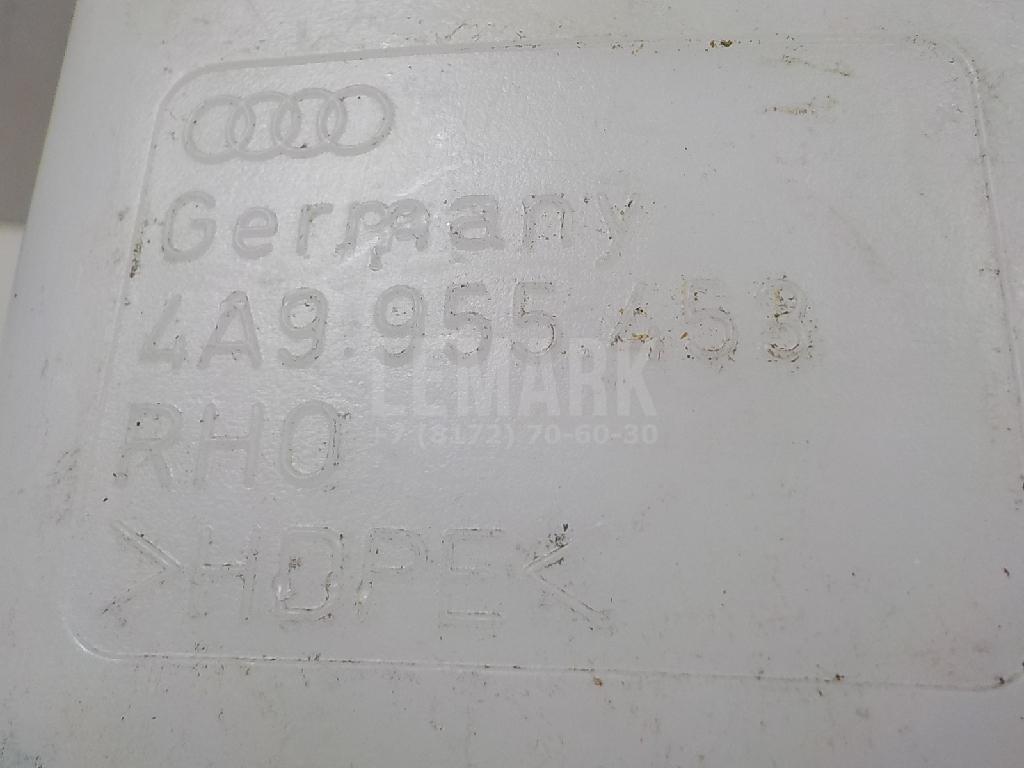 Germany
4A9.955.453
RHO
>HDPE<
LEMARK
+7 (8172) 70-60-30